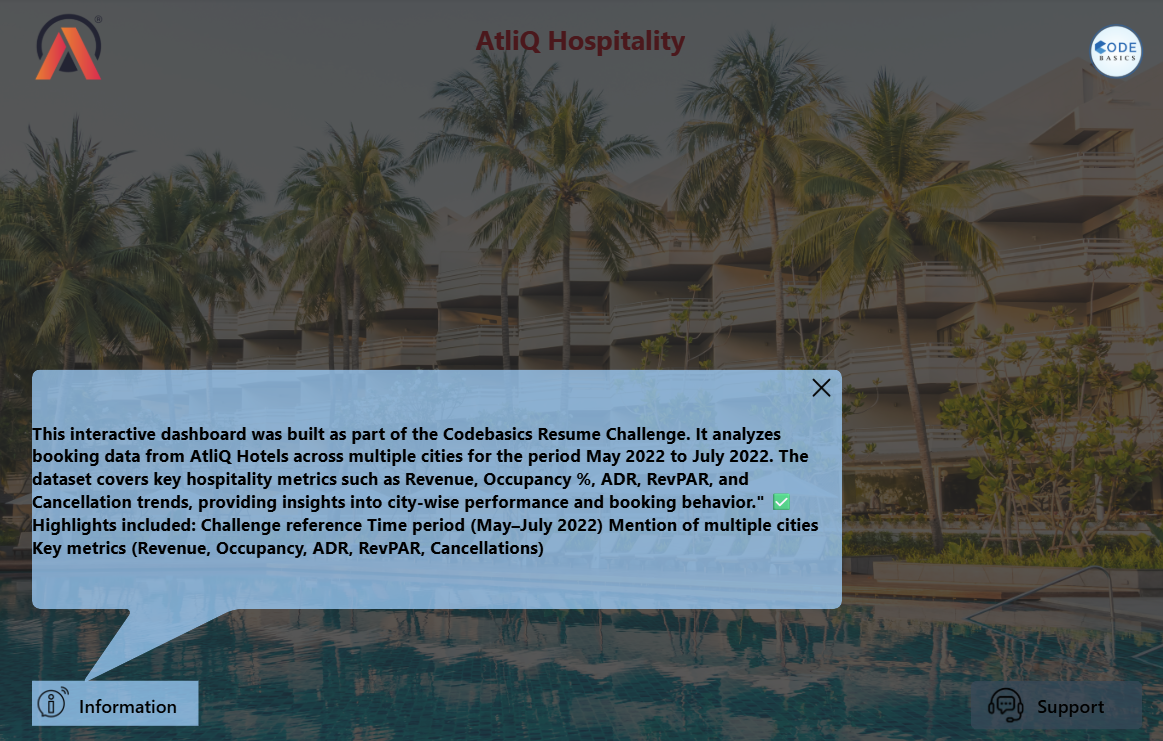 AtliQ Hospitality
®
CODE
BASICS
This interactive dashboard was built as part of the Codebasics Resume Challenge. It analyzes
booking data from AtliQ Hotels across multiple cities for the period May 2022 to July 2022. The
dataset covers key hospitality metrics such as Revenue, Occupancy %, ADR, RevPAR, and
Cancellation trends, providing insights into city-wise performance and booking behavior." ✅
Highlights included: Challenge reference Time period (May–July 2022) Mention of multiple cities
Key metrics (Revenue, Occupancy, ADR, RevPAR, Cancellations)
Information
Support